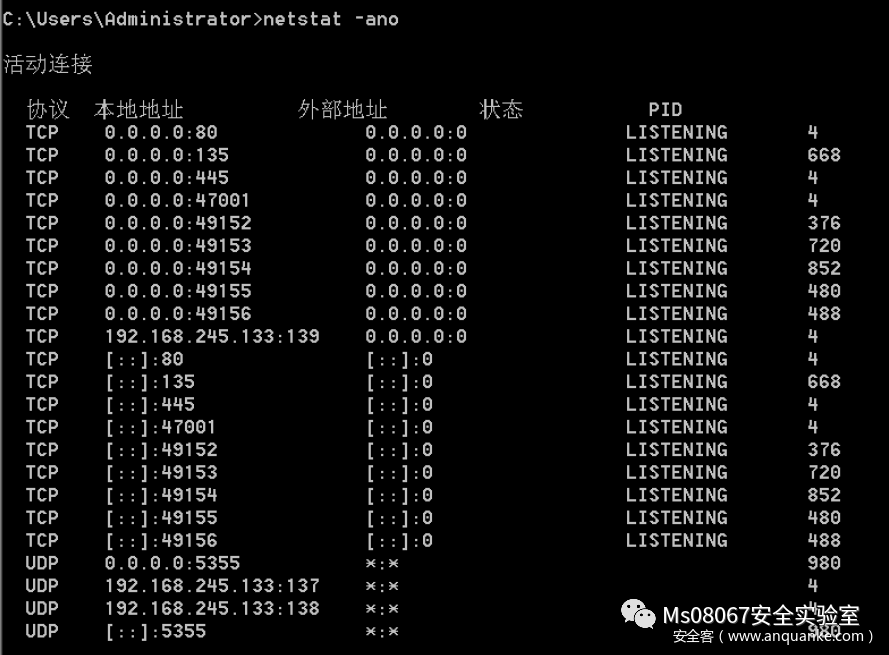 C:\Users\Administrator>netstat -ano
活动连接
协议 本地地址 外部地址 状态 PID
TCP 0.0.0.0:80 0.0.0.0:0 LISTENING 4
TCP 0.0.0.0:135 0.0.0.0:0 LISTENING 668
TCP 0.0.0.0:445 0.0.0.0:0 LISTENING 4
TCP 0.0.0.0:47001 0.0.0.0:0 LISTENING 4
TCP 0.0.0.0:49152 0.0.0.0:0 LISTENING 376
TCP 0.0.0.0:49153 0.0.0.0:0 LISTENING 720
TCP 0.0.0.0:49154 0.0.0.0:0 LISTENING 852
TCP 0.0.0.0:49155 0.0.0.0:0 LISTENING 480
TCP 0.0.0.0:49156 0.0.0.0:0 LISTENING 488
TCP 192.168.245.133:139 0.0.0.0:0 LISTENING 4
TCP [::]:80 [::]:0 LISTENING 4
TCP [::]:135 [::]:0 LISTENING 668
TCP [::]:445 [::]:0 LISTENING 4
TCP [::]:47001 [::]:0 LISTENING 4
TCP [::]:49152 [::]:0 LISTENING 376
TCP [::]:49153 [::]:0 LISTENING 720
TCP [::]:49154 [::]:0 LISTENING 852
TCP [::]:49155 [::]:0 LISTENING 480
TCP [::]:49156 [::]:0 LISTENING 488
UDP 0.0.0.0:5355 *:* 980
UDP 192.168.245.133:137 *:* 4
UDP 192.168.245.133:138 *:* 4
UDP [::]:5355 *:* 980
Ms08067安全实验室
安全客（www.anquanke.com）